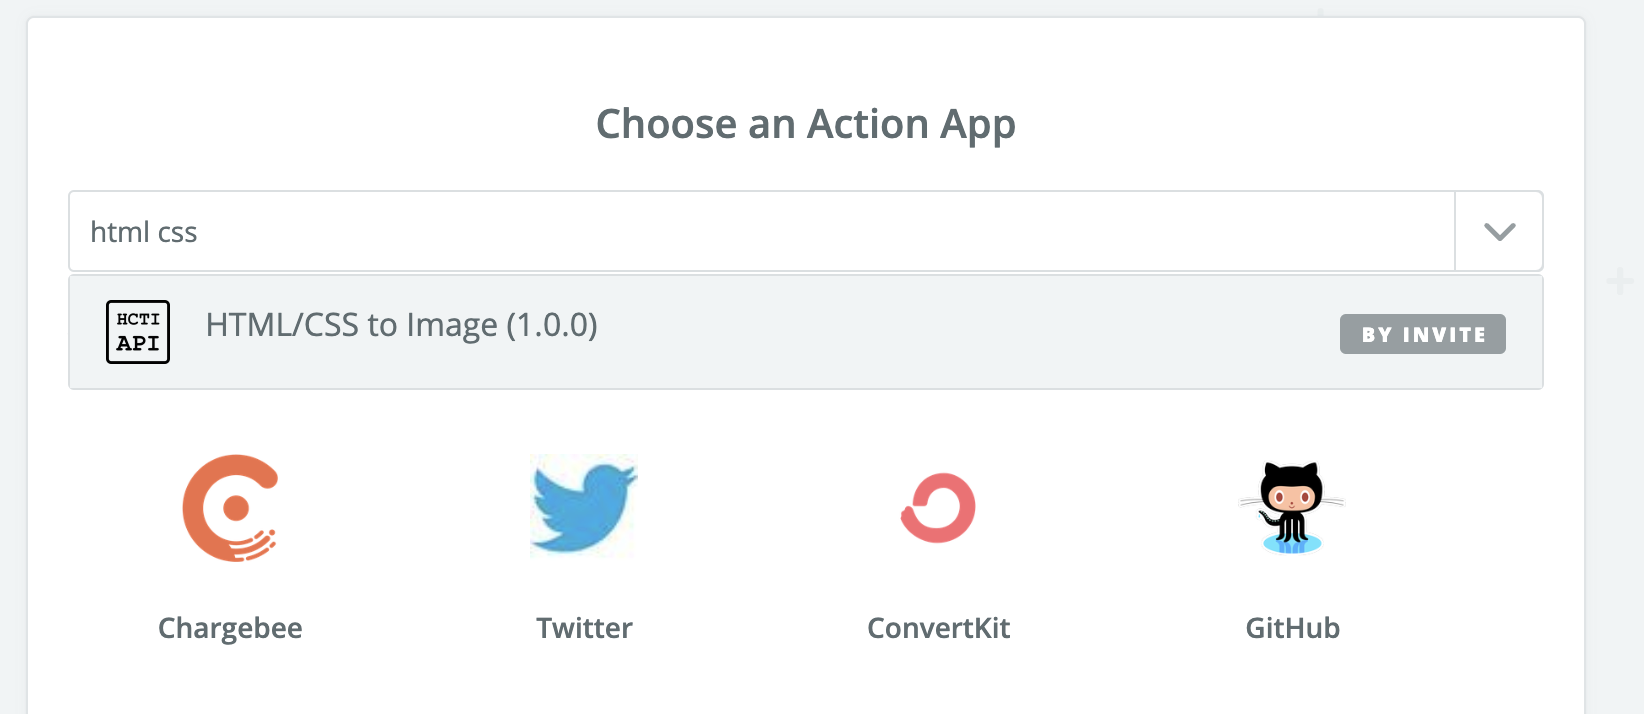 Choose an Action App
html css
HCTI
API
HTML/CSS to Image (1.0.0)
BY INVITE
Chargebee
Twitter
ConvertKit
GitHub